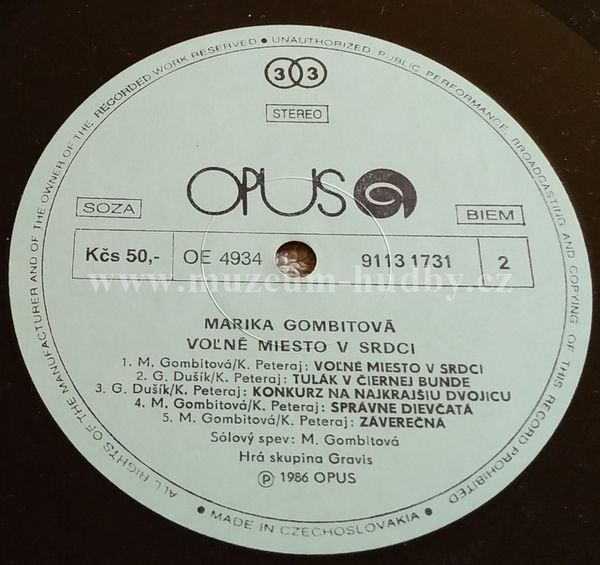 ALL RIGHTS OF THE MANUFACTURER AND OF THE OWNER OF THE RECORDED WORK RESERVED • UNAUTHORIZED PUBLIC PERFORMANCE, BROADCASTING AND COPYING OF THIS RECORD PROHIBITED
33
STEREO
OPUS
SOZA
BIEM
Kčs 50,- OE 4934 9113 1731 2
www.muzeum-hudby.cz
MARIKA GOMBITOVÁ
VOĽNÉ MIESTO V SRDCI
1. M. Gombitová/K. Peteraj: VOĽNÉ MIESTO V SRDCI
2. G. Dušík/K. Peteraj: TULÁK V ČIERNEJ BUNDE
3. G. Dušík/K. Peteraj: KONKURZ NA NAJKRAJŠIU DVOJICU
4. M. Gombitová/K. Peteraj: SPRÁVNE DIEVČATÁ
5. M. Gombitová/K. Peteraj: ZÁVEREČNÁ
Sólový spev: M. Gombitová
Hrá skupina Gravis
Ⓟ 1986 OPUS
• MADE IN CZECHOSLOVAKIA •